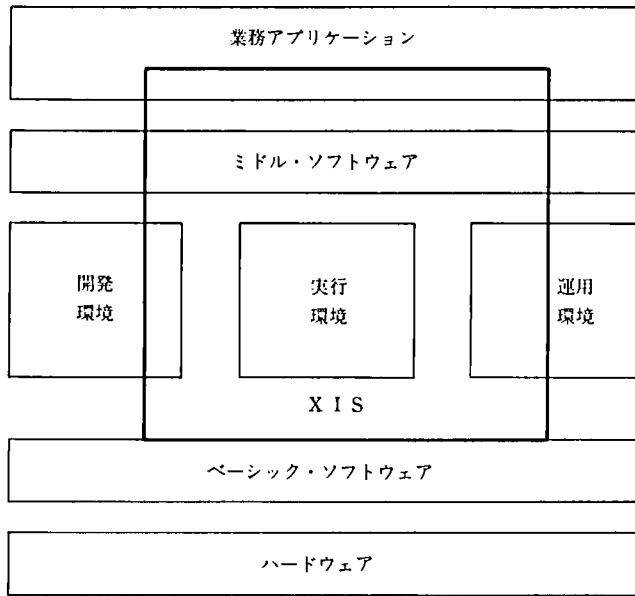 業務アプリケーション
ミドル・ソフトウェア
開発
環境
実行
環境
運用
環境
X I S
ベーシック・ソフトウェア
ハードウェア